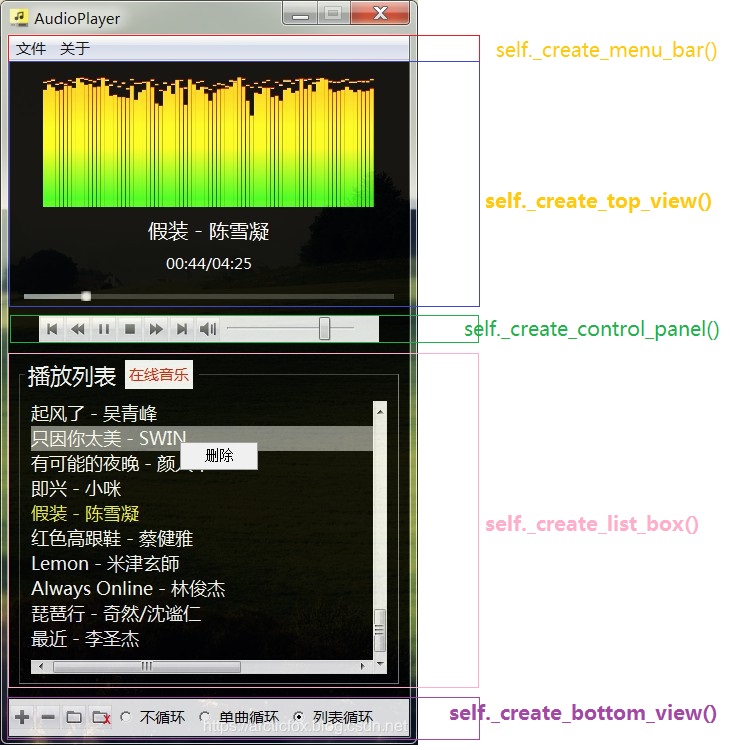 AudioPlayer
文件 关于
self._create_menu_bar()
self._create_top_view()
假装 - 陈雪凝
00:44/04:25
self._create_control_panel()
播放列表 在线音乐
起风了 - 吴青峰
只因你太美 - SWIN
删除
有可能的夜晚 - 颜人中
即兴 - 小咪
假装 - 陈雪凝
self._create_list_box()
红色高跟鞋 - 蔡健雅
Lemon - 米津玄師
Always Online - 林俊杰
琵琶行 - 奇然/沈谧仁
最近 - 李圣杰
不循环 单曲循环 列表循环
self._create_bottom_view()
https://arcticfox.blog.csdn.net